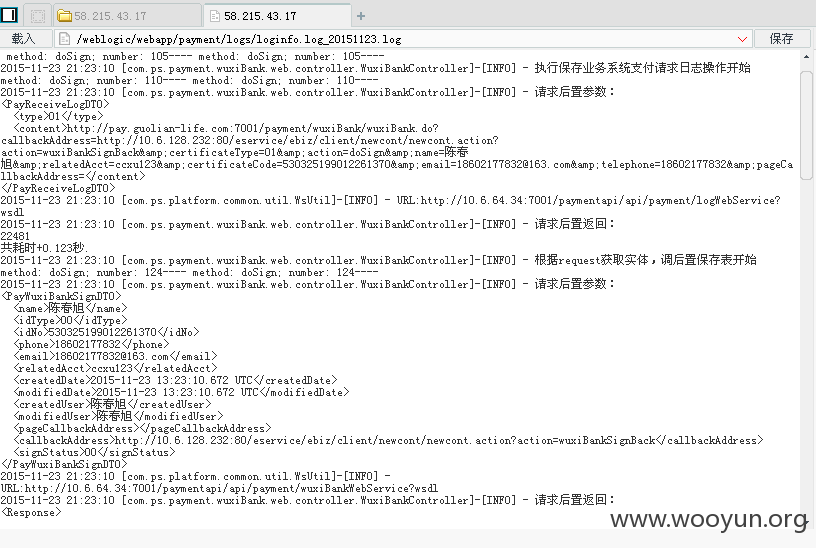 58.215.43.17
58.215.43.17
载入
/weblogic/webapp/payment/logs/loginfo.log_20151123.log
保存
method: doSign; number: 105---- method: doSign; number: 105----
2015-11-23 21:23:10 [com.ps.payment.wuxiBank.web.controller.WuxiBankController]-[INFO] - 执行保存业务系统支付请求日志操作开始
method: doSign; number: 110---- method: doSign; number: 110----
2015-11-23 21:23:10 [com.ps.payment.wuxiBank.web.controller.WuxiBankController]-[INFO] - 请求后置参数：
<PayReceiveLogDTO>
<type>01</type>
<content>http://pay.guolian-life.com:7001/payment/wuxiBank/wuxiBank.do?
callbackAddress=http://10.6.128.232:80/eservice/ebiz/client/newcont/newcont.action?
action=wuxiBankSignBack&amp;certificateType=01&amp;action=doSign&amp;name=陈春
旭&amp;relatedAcct=ccxu123&amp;certificateCode=530325199012261370&amp;email=18602177832@163.com&amp;telephone=18602177832&amp;pageCa
llbackAddress=</content>
</PayReceiveLogDTO>
2015-11-23 21:23:10 [com.ps.platform.common.util.WsUtil]-[INFO] - URL:http://10.6.64.34:7001/paymentapi/api/payment/logWebService?
wsdl
2015-11-23 21:23:10 [com.ps.payment.wuxiBank.web.controller.WuxiBankController]-[INFO] - 请求后置返回：
22481
共耗时+0.123秒.
2015-11-23 21:23:10 [com.ps.payment.wuxiBank.web.controller.WuxiBankController]-[INFO] - 根据request获取实体，调后置保存表开始
method: doSign; number: 124---- method: doSign; number: 124----
2015-11-23 21:23:10 [com.ps.payment.wuxiBank.web.controller.WuxiBankController]-[INFO] - 请求后置参数：
<PayWuxiBankSignDTO>
<name>陈春旭</name>
<idType>00</idType>
<idNo>530325199012261370</idNo>
<phone>18602177832</phone>
<email>18602177832@163.com</email>
<relatedAcct>ccxu123</relatedAcct>
<createdDate>2015-11-23 13:23:10.672 UTC</createdDate>
<modifiedDate>2015-11-23 13:23:10.672 UTC</modifiedDate>
<createdUser>陈春旭</createdUser>
<modifiedUser>陈春旭</modifiedUser>
<pageCallbackAddress></pageCallbackAddress>
<callbackAddress>http://10.6.128.232:80/eservice/ebiz/client/newcont/newcont.action?action=wuxiBankSignBack</callbackAddress>
<signStatus>00</signStatus>
</PayWuxiBankSignDTO>
2015-11-23 21:23:10 [com.ps.platform.common.util.WsUtil]-[INFO] -
URL:http://10.6.64.34:7001/paymentapi/api/payment/wuxiBankWebService?wsdl
2015-11-23 21:23:10 [com.ps.payment.wuxiBank.web.controller.WuxiBankController]-[INFO] - 请求后置返回：
<Response>
www.wooyun.org